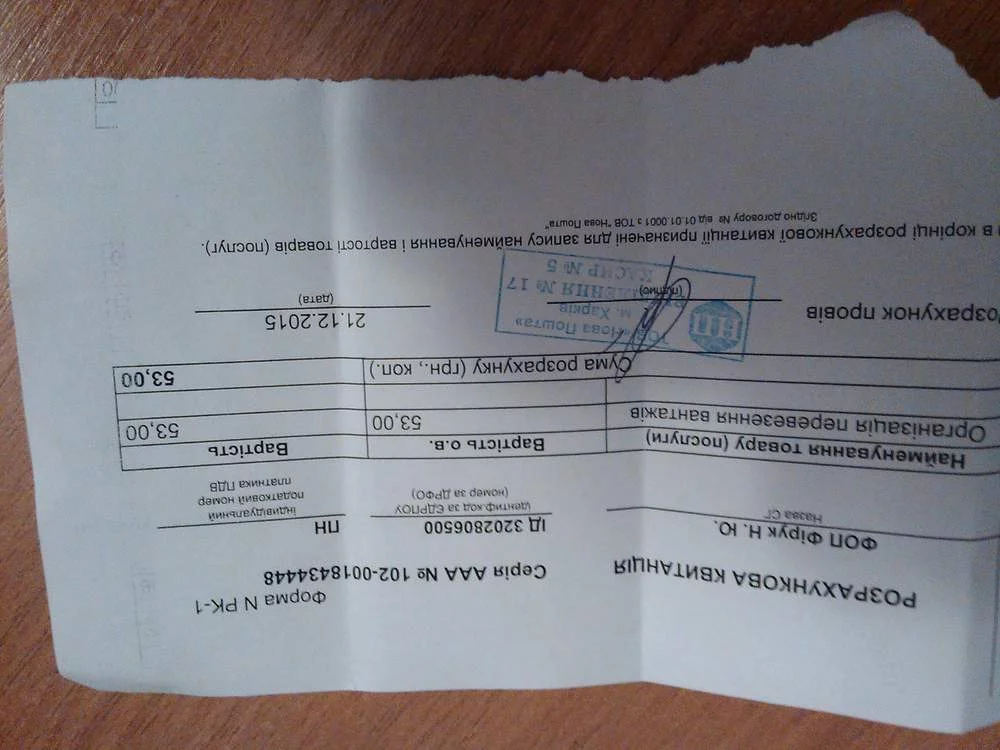 Форма N РК-1
РОЗРАХУНКОВА КВИТАНЦІЯ Серія ААА № 102-0018434448
ФОП Фірук Н. Ю. ІД 3202806500 ПН
Назва СГ ідентиф.код за ЄДРПОУ індивідуальний
(номер за ДРФО) податковий номер
платника ПДВ
Найменування товару (послуги) Вартість о.в. Вартість
Організація перевезення вантажів 53,00 53,00
Сума розрахунку (грн., коп.) 53,00
ТОВ «Нова Пошта»
м. Харків
НП
№ 17
КАСИР № 5
озрахунок провів 21.12.2015
(підпис) (дата)
в корінці розрахункової квитанції призначені для запису найменування і вартості товарів (послуг).
Згідно договору № від 01.01.0001 з ТОВ "Нова Пошта"